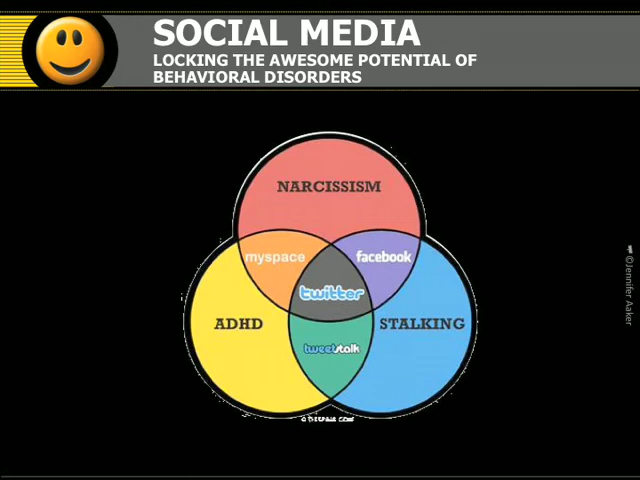 SOCIAL MEDIA
LOCKING THE AWESOME POTENTIAL OF
BEHAVIORAL DISORDERS
NARCISSISM
myspace
facebook
twitter
ADHD
STALKING
tweetstalk
©Jennifer Aaker